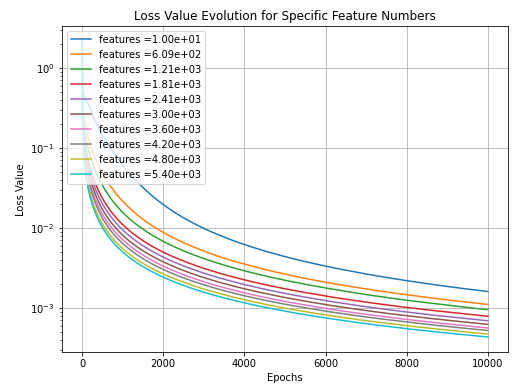 Loss Value Evolution for Specific Feature Numbers
features =1.00e+01
features =6.09e+02
features =1.21e+03
features =1.81e+03
features =2.41e+03
features =3.00e+03
features =3.60e+03
features =4.20e+03
features =4.80e+03
features =5.40e+03
10⁰
10⁻¹
10⁻²
10⁻³
Loss Value
0 2000 4000 6000 8000 10000
Epochs